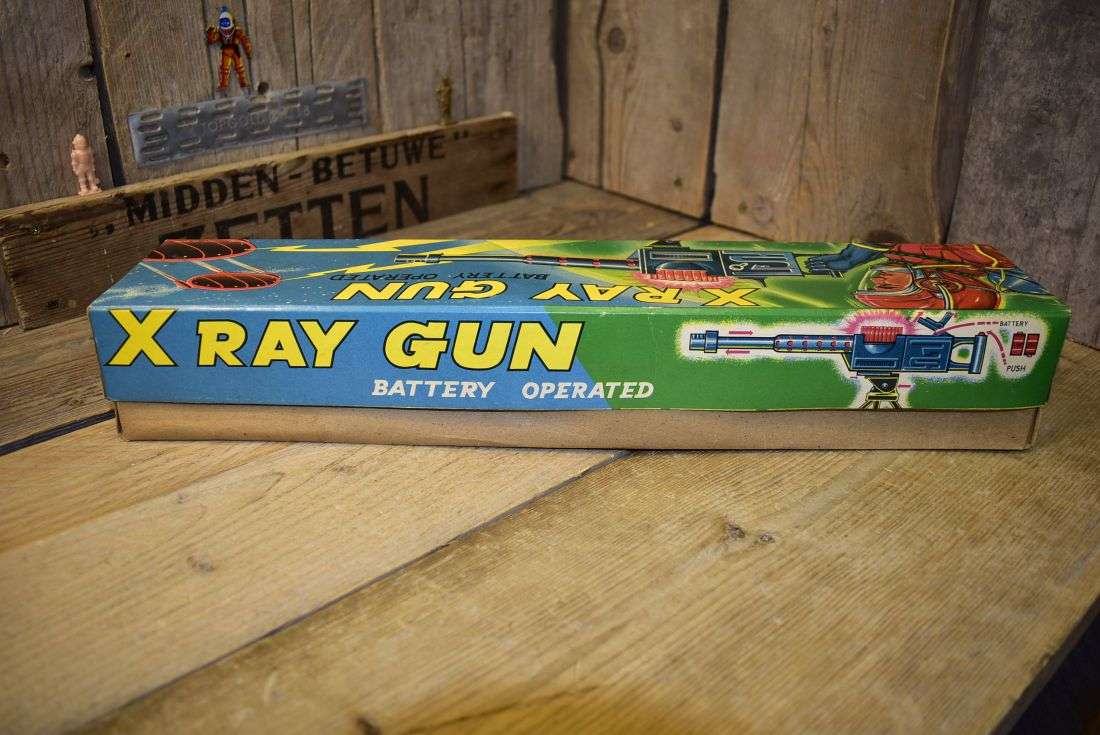 „MIDDEN-BETUWE”
ZETTEN
BATTERY OPERATED
X RAY GUN
X RAY GUN
BATTERY OPERATED
BATTERY
PUSH